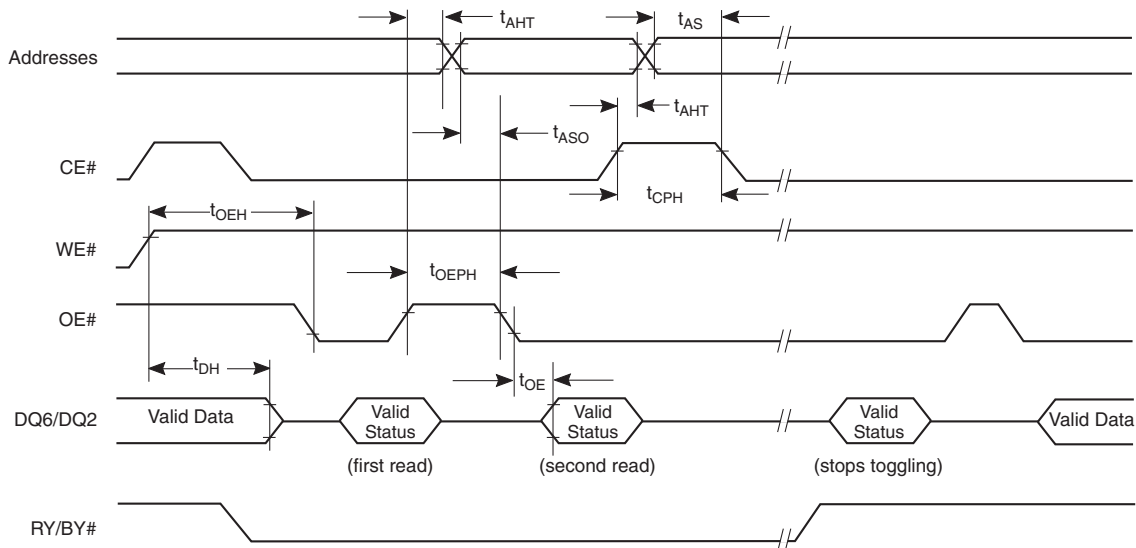 tAHT
tAS
Addresses
tAHT
tASO
CE#
tCPH
tOEH
WE#
tOEPH
OE#
tDH
tOE
DQ6/DQ2
Valid Data
Valid
Status
Valid
Status
Valid
Status
Valid Data
(first read)
(second read)
(stops toggling)
RY/BY#